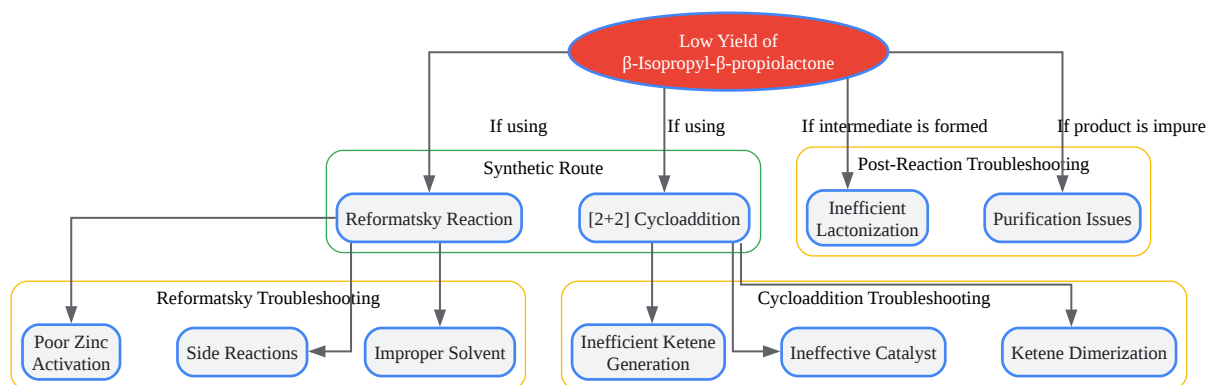 Low Yield of
β-Isopropyl-β-propiolactone
If using
If using
If intermediate is formed
If product is impure
Synthetic Route
Post-Reaction Troubleshooting
Reformatsky Reaction
[2+2] Cycloaddition
Inefficient
Lactonization
Purification Issues
Reformatsky Troubleshooting
Cycloaddition Troubleshooting
Poor Zinc
Activation
Side Reactions
Improper Solvent
Inefficient Ketene
Generation
Ineffective Catalyst
Ketene Dimerization